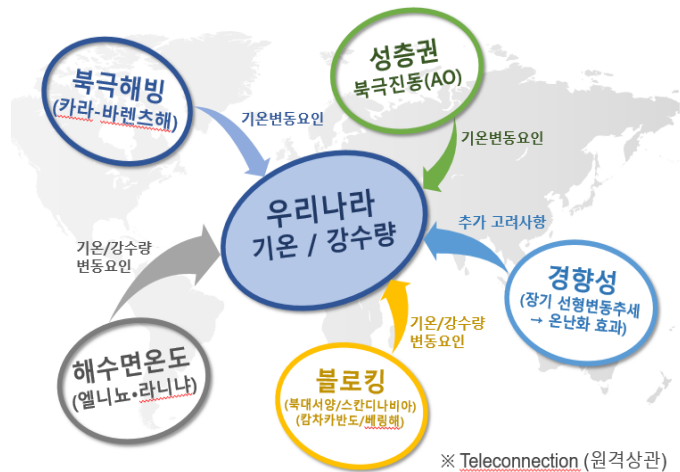 북극해빙
(카라-바렌츠해)
성층권
북극진동(AO)
기온변동요인
기온변동요인
우리나라
기온 / 강수량
추가 고려사항
기온/강수량
변동요인
경향성
(장기 선형변동추세
→ 온난화 효과)
기온/강수량
변동요인
해수면온도
(엘니뇨•라니냐)
블로킹
(북대서양/스칸디나비아)
(캄차카반도/베링해)
※ Teleconnection (원격상관)